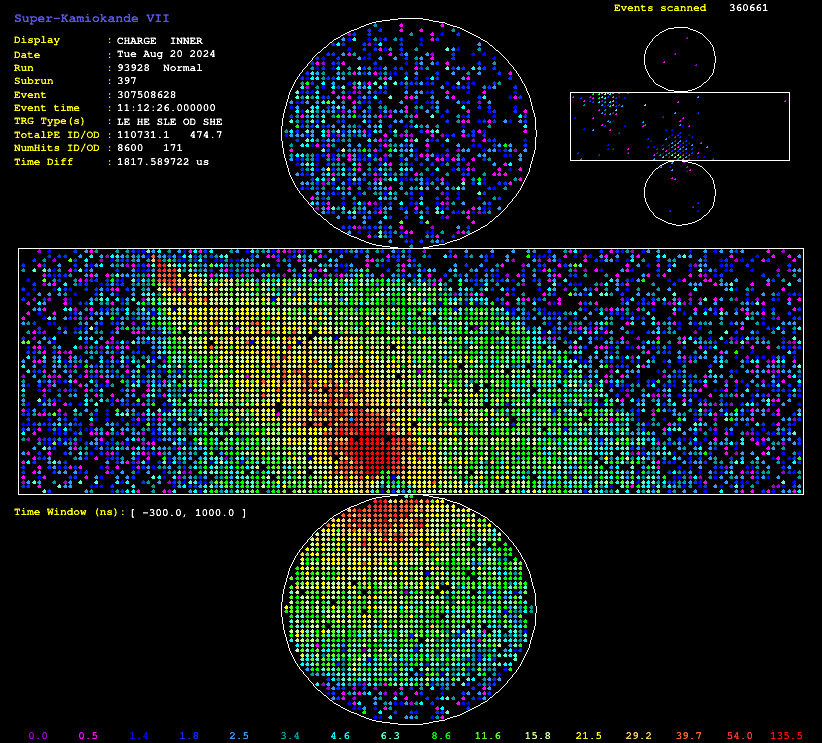 Super-Kamiokande VII
Events scanned 360661
Display : CHARGE INNER
Date : Tue Aug 20 2024
Run : 93928 Normal
Subrun : 397
Event : 307508628
Event time : 11:12:26.000000
TRG Type(s) : LE HE SLE OD SHE
TotalPE ID/OD : 110731.1 474.7
NumHits ID/OD : 8600 171
Time Diff : 1817.589722 us
Time Window (ns): [ -300.0, 1000.0 ]
0.0 0.5 1.4 1.8 2.5 3.4 4.6 6.3 8.6 11.6 15.8 21.5 29.2 39.7 54.0 135.5